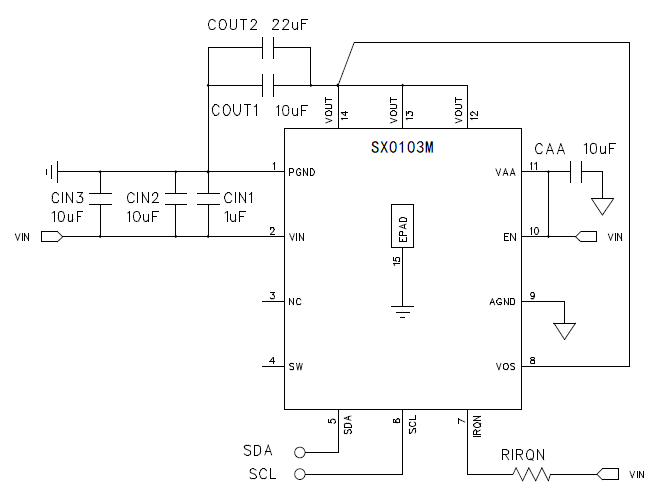 COUT2 22uF
COUT1 10uF
VOUT 14
VOUT 13
VOUT 12
SX0103M
1 PGND
VAA 11
CAA 10uF
CIN3 10uF
CIN2 10uF
CIN1 1uF
VIN
2 VIN
EPAD
15
EN 10
VIN
3 NC
AGND 9
4 SW
VOS 8
5 SDA
6 SCL
7 IRQN
SDA
SCL
RIRQN
VIN